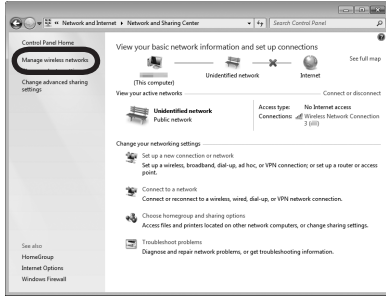 « Network and Internet ▸ Network and Sharing Center
Search Control Panel
Control Panel Home
Manage wireless networks
Change advanced sharing
settings
See also
HomeGroup
Internet Options
Windows Firewall
View your basic network information and set up connections
See full map
(This computer)
Unidentified network
Internet
View your active networks
Connect or disconnect
Unidentified network
Public network
Access type: No Internet access
Connections: Wireless Network Connection
3
Change your networking settings
Set up a new connection or network
Set up a wireless, broadband, dial-up, ad hoc, or VPN connection; or set up a router or access
point.
Connect to a network
Connect or reconnect to a wireless, wired, dial-up, or VPN network connection.
Choose homegroup and sharing options
Access files and printers located on other network computers, or change sharing settings.
Troubleshoot problems
Diagnose and repair network problems, or get troubleshooting information.